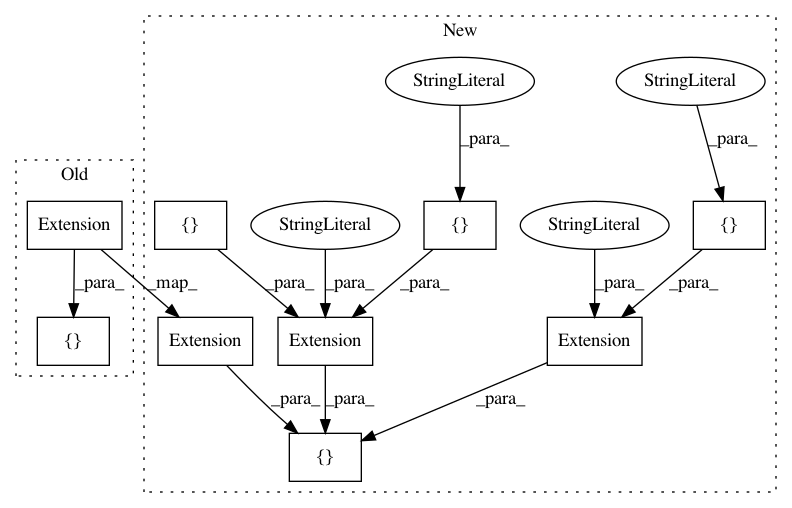 New
StringLiteral
StringLiteral
_para_
_para_
Old
Extension
{}
StringLiteral
{}
StringLiteral
{}
_para_
_map_
_para_
_para_
_para_
_para_
_para_
{}
Extension
Extension
Extension
_para_
_para_
_para_
{}